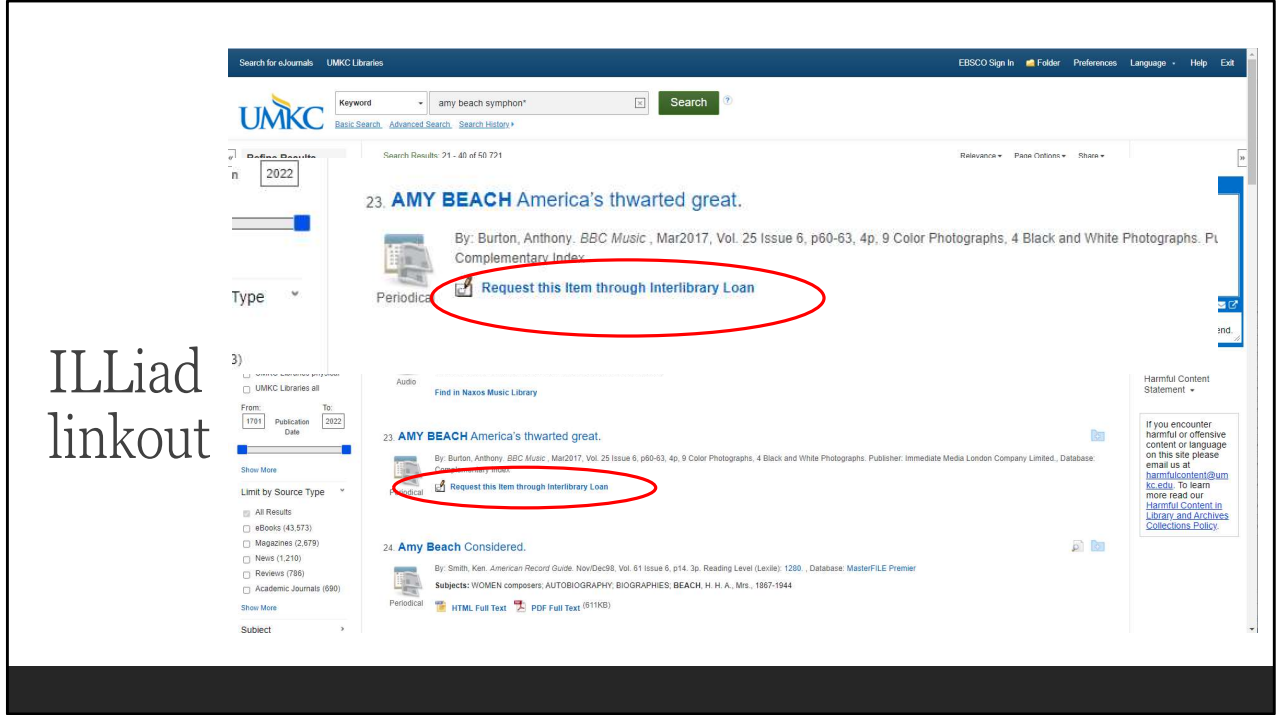 ILLiad
linkout
Search for eJournals UMKC Libraries EBSCO Sign In Folder Preferences Language Help Exit
UMKC
Keyword amy beach symphon* Search
Basic Search Advanced Search Search History
Refine Results Search Results: 21 - 40 of 50,721 Relevance Page Options Share
2022
23. AMY BEACH America's thwarted great.
By: Burton, Anthony. BBC Music , Mar2017, Vol. 25 Issue 6, p60-63, 4p, 9 Color Photographs, 4 Black and White Photographs.
Complementary Index
Request this Item through Interlibrary Loan
Type Periodical
end.
3)
UMKC Libraries physical
UMKC Libraries all
Audio
Find in Naxos Music Library
Harmful Content
Statement
From: To:
1701 Publication 2022
Date
Show More
23. AMY BEACH America's thwarted great.
By: Burton, Anthony. BBC Music , Mar2017, Vol. 25 Issue 6, p60-63, 4p, 9 Color Photographs, 4 Black and White Photographs. Publisher: Immediate Media London Company Limited., Database:
Complementary Index
Periodical Request this Item through Interlibrary Loan
If you encounter
harmful or offensive
content or language
on this site please
email us at
harmfulcontent@um
kc.edu. To learn
more read our
Harmful Content in
Library and Archives
Collections Policy.
Limit by Source Type
All Results
eBooks (43,573)
Magazines (2,679)
News (1,210)
Reviews (786)
Academic Journals (690)
Show More
Subject
24. Amy Beach Considered.
By: Smith, Ken. American Record Guide. Nov/Dec98, Vol. 61 Issue 6, p14. 3p. Reading Level (Lexile): 1280. , Database: MasterFILE Premier
Subjects: WOMEN composers; AUTOBIOGRAPHY; BIOGRAPHIES; BEACH, H. H. A., Mrs., 1867-1944
Periodical HTML Full Text PDF Full Text (611KB)